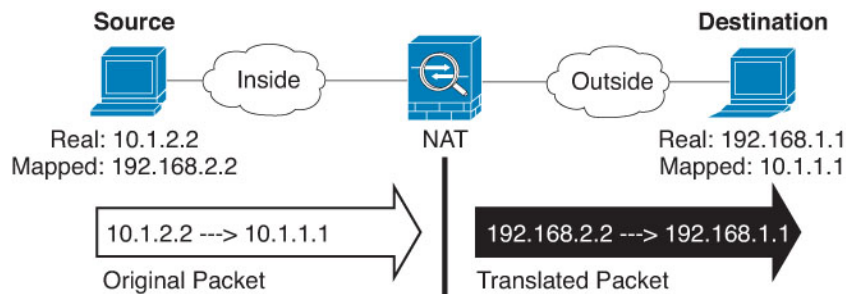 Source
Destination
Inside
Outside
NAT
Real: 10.1.2.2
Mapped: 192.168.2.2
Real: 192.168.1.1
Mapped: 10.1.1.1
10.1.2.2 ---> 10.1.1.1
192.168.2.2 ---> 192.168.1.1
Original Packet
Translated Packet